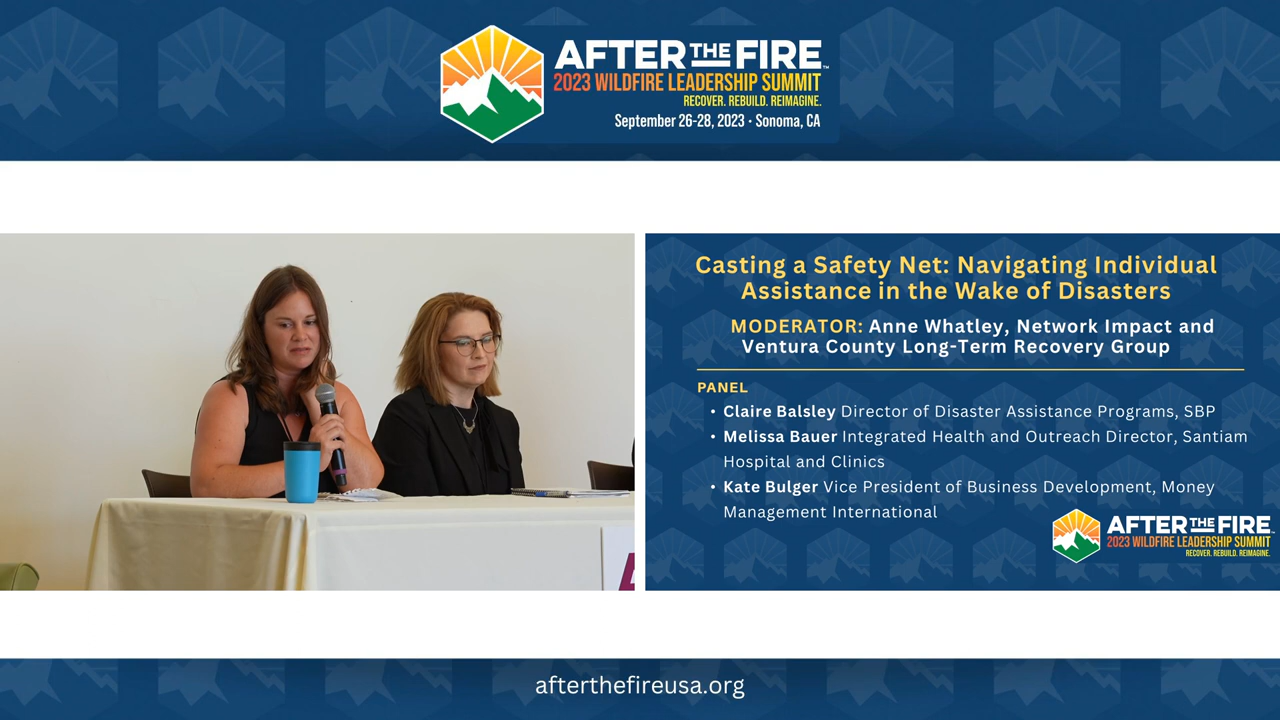 AFTER THE FIRE™
2023 WILDFIRE LEADERSHIP SUMMIT
RECOVER. REBUILD. REIMAGINE.
September 26-28, 2023 • Sonoma, CA
Casting a Safety Net: Navigating Individual
Assistance in the Wake of Disasters
MODERATOR: Anne Whatley, Network Impact and
Ventura County Long-Term Recovery Group
PANEL
• Claire Balsley Director of Disaster Assistance Programs, SBP
• Melissa Bauer Integrated Health and Outreach Director, Santiam
Hospital and Clinics
• Kate Bulger Vice President of Business Development, Money
Management International
AFTER THE FIRE™
2023 WILDFIRE LEADERSHIP SUMMIT
RECOVER. REBUILD. REIMAGINE.
afterthefireusa.org